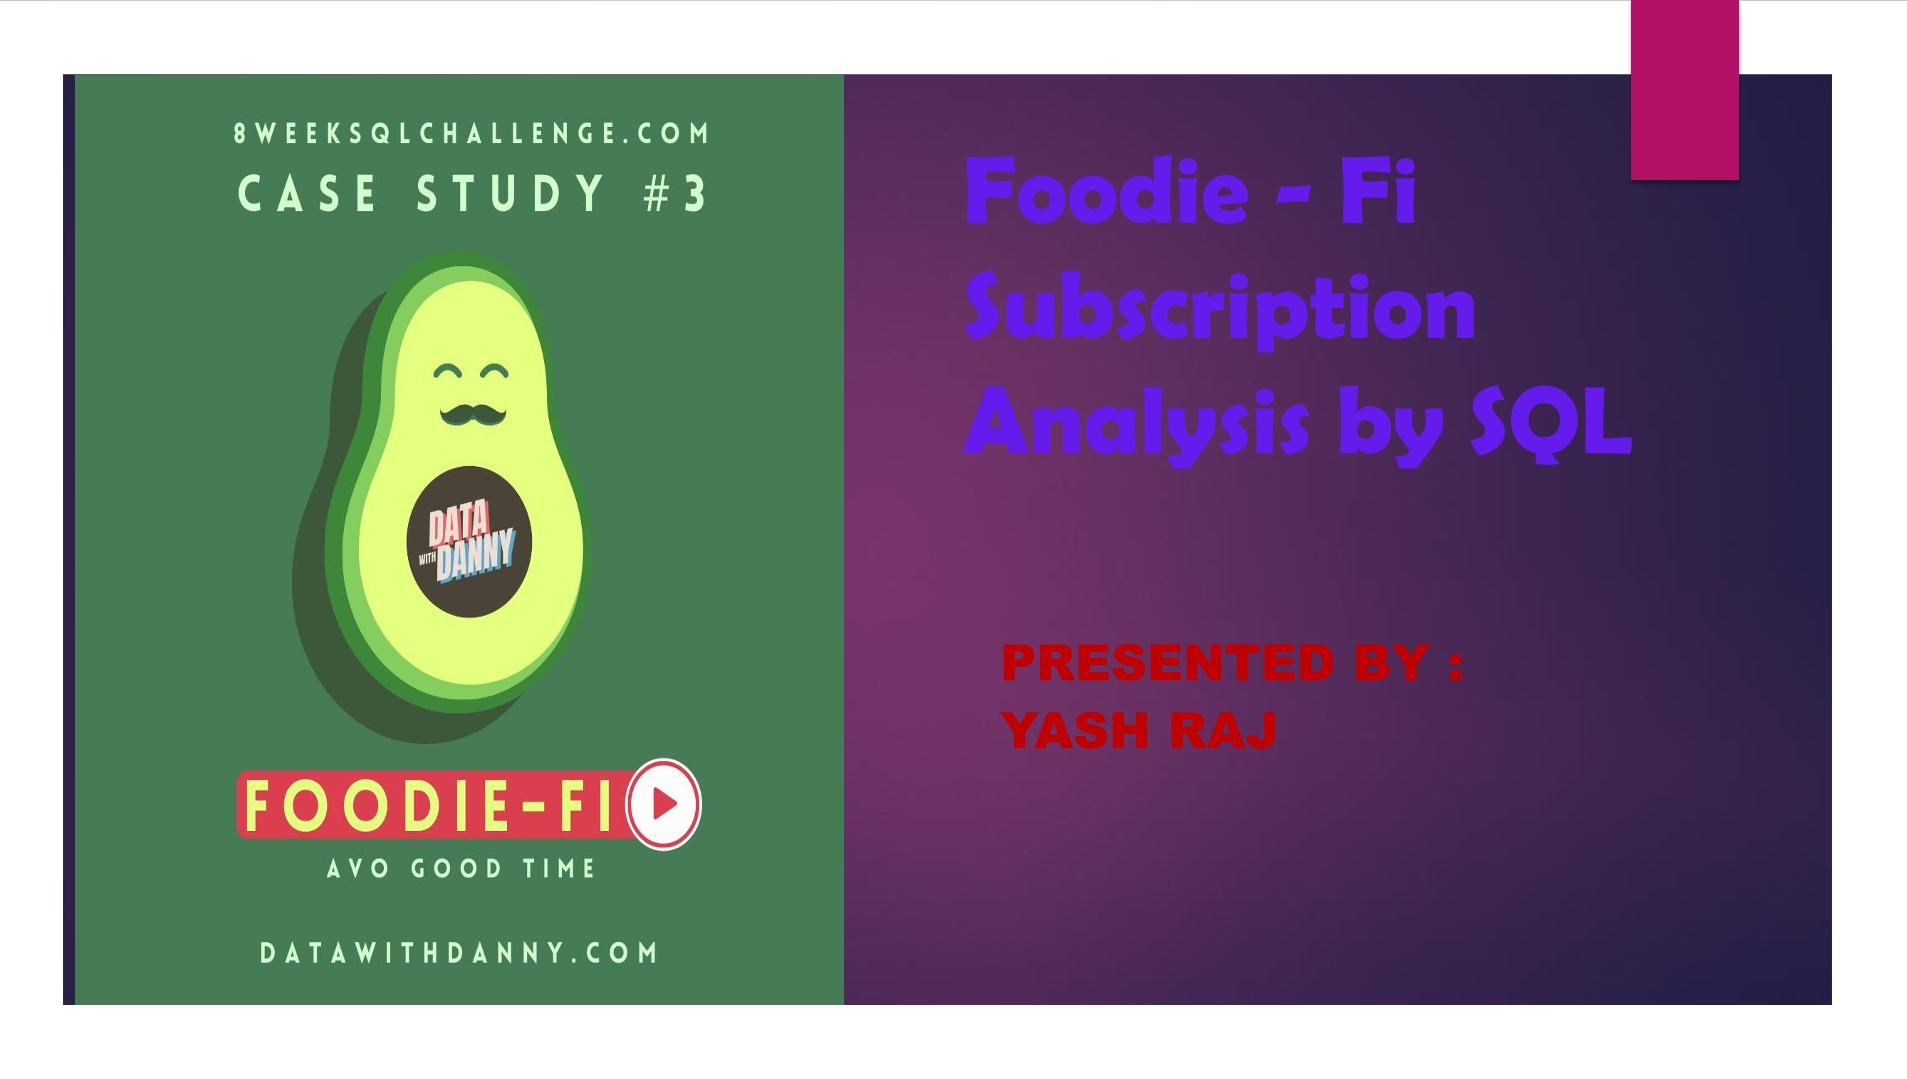 8WEEKSQLCHALLENGE.COM
CASE STUDY #3
DATA
WITH DANNY
FOODIE-FI
AVO GOOD TIME
DATAWITHDANNY.COM
Foodie - Fi
Subscription
Analysis by SQL
PRESENTED BY :
YASH RAJ